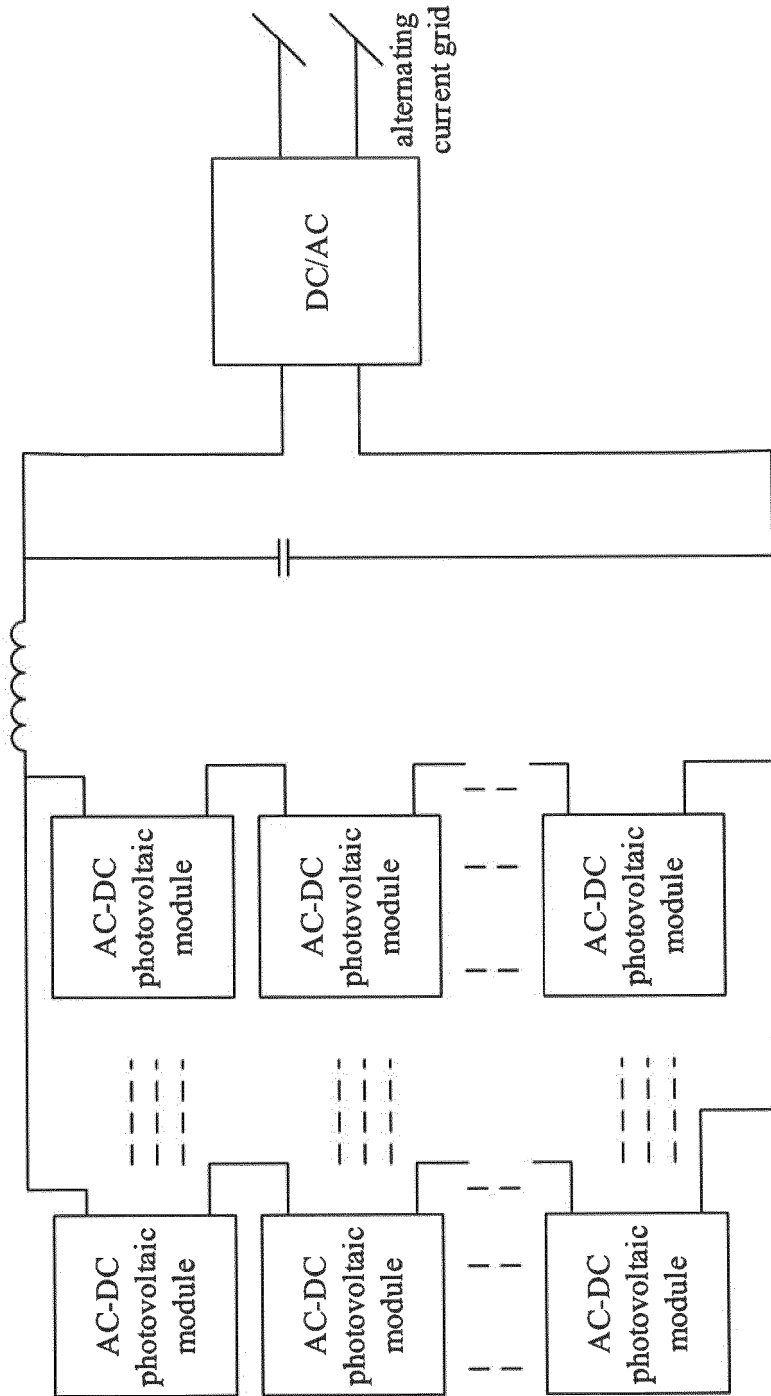 AC-DC
photovoltaic
module
AC-DC
photovoltaic
module
DC/AC
alternating
current grid
AC-DC
photovoltaic
module
AC-DC
photovoltaic
module
AC-DC
photovoltaic
module
AC-DC
photovoltaic
module